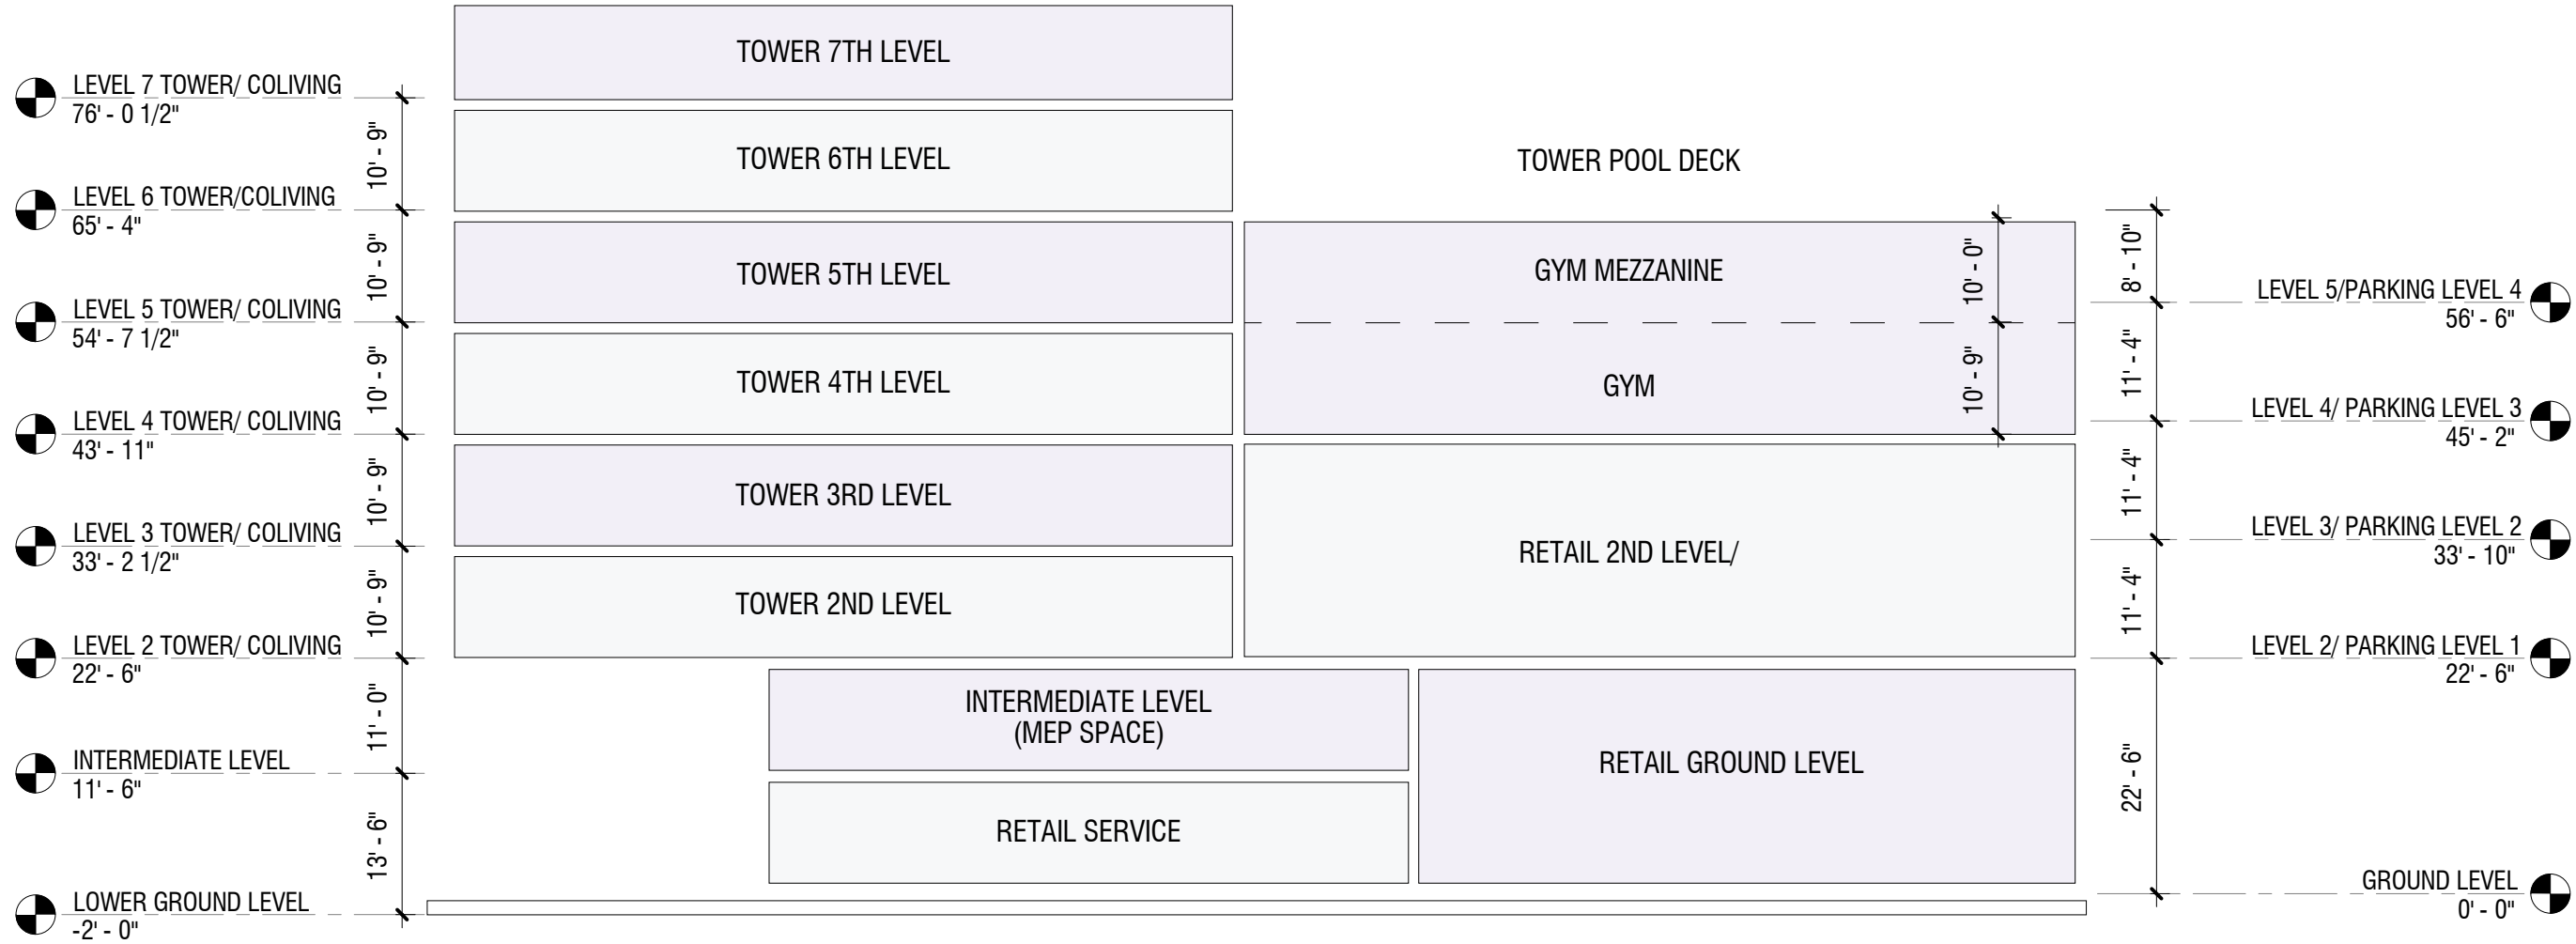 TOWER 7TH LEVEL
LEVEL 7 TOWER/ COLIVING
76' - 0 1/2"
10' - 9"
TOWER 6TH LEVEL
TOWER POOL DECK
LEVEL 6 TOWER/COLIVING
65' - 4"
10' - 9"
TOWER 5TH LEVEL
GYM MEZZANINE
10' - 0"
8' - 10"
LEVEL 5/PARKING LEVEL 4
56' - 6"
LEVEL 5 TOWER/ COLIVING
54' - 7 1/2"
10' - 9"
TOWER 4TH LEVEL
GYM
10' - 9"
11' - 4"
LEVEL 4/ PARKING LEVEL 3
45' - 2"
LEVEL 4 TOWER/ COLIVING
43' - 11"
10' - 9"
TOWER 3RD LEVEL
11' - 4"
LEVEL 3/ PARKING LEVEL 2
33' - 10"
LEVEL 3 TOWER/ COLIVING
33' - 2 1/2"
RETAIL 2ND LEVEL/
10' - 9"
TOWER 2ND LEVEL
11' - 4"
LEVEL 2/ PARKING LEVEL 1
22' - 6"
LEVEL 2 TOWER/ COLIVING
22' - 6"
11' - 0"
INTERMEDIATE LEVEL
(MEP SPACE)
RETAIL GROUND LEVEL
22' - 6"
INTERMEDIATE LEVEL
11' - 6"
13' - 6"
RETAIL SERVICE
GROUND LEVEL
0' - 0"
LOWER GROUND LEVEL
-2' - 0"